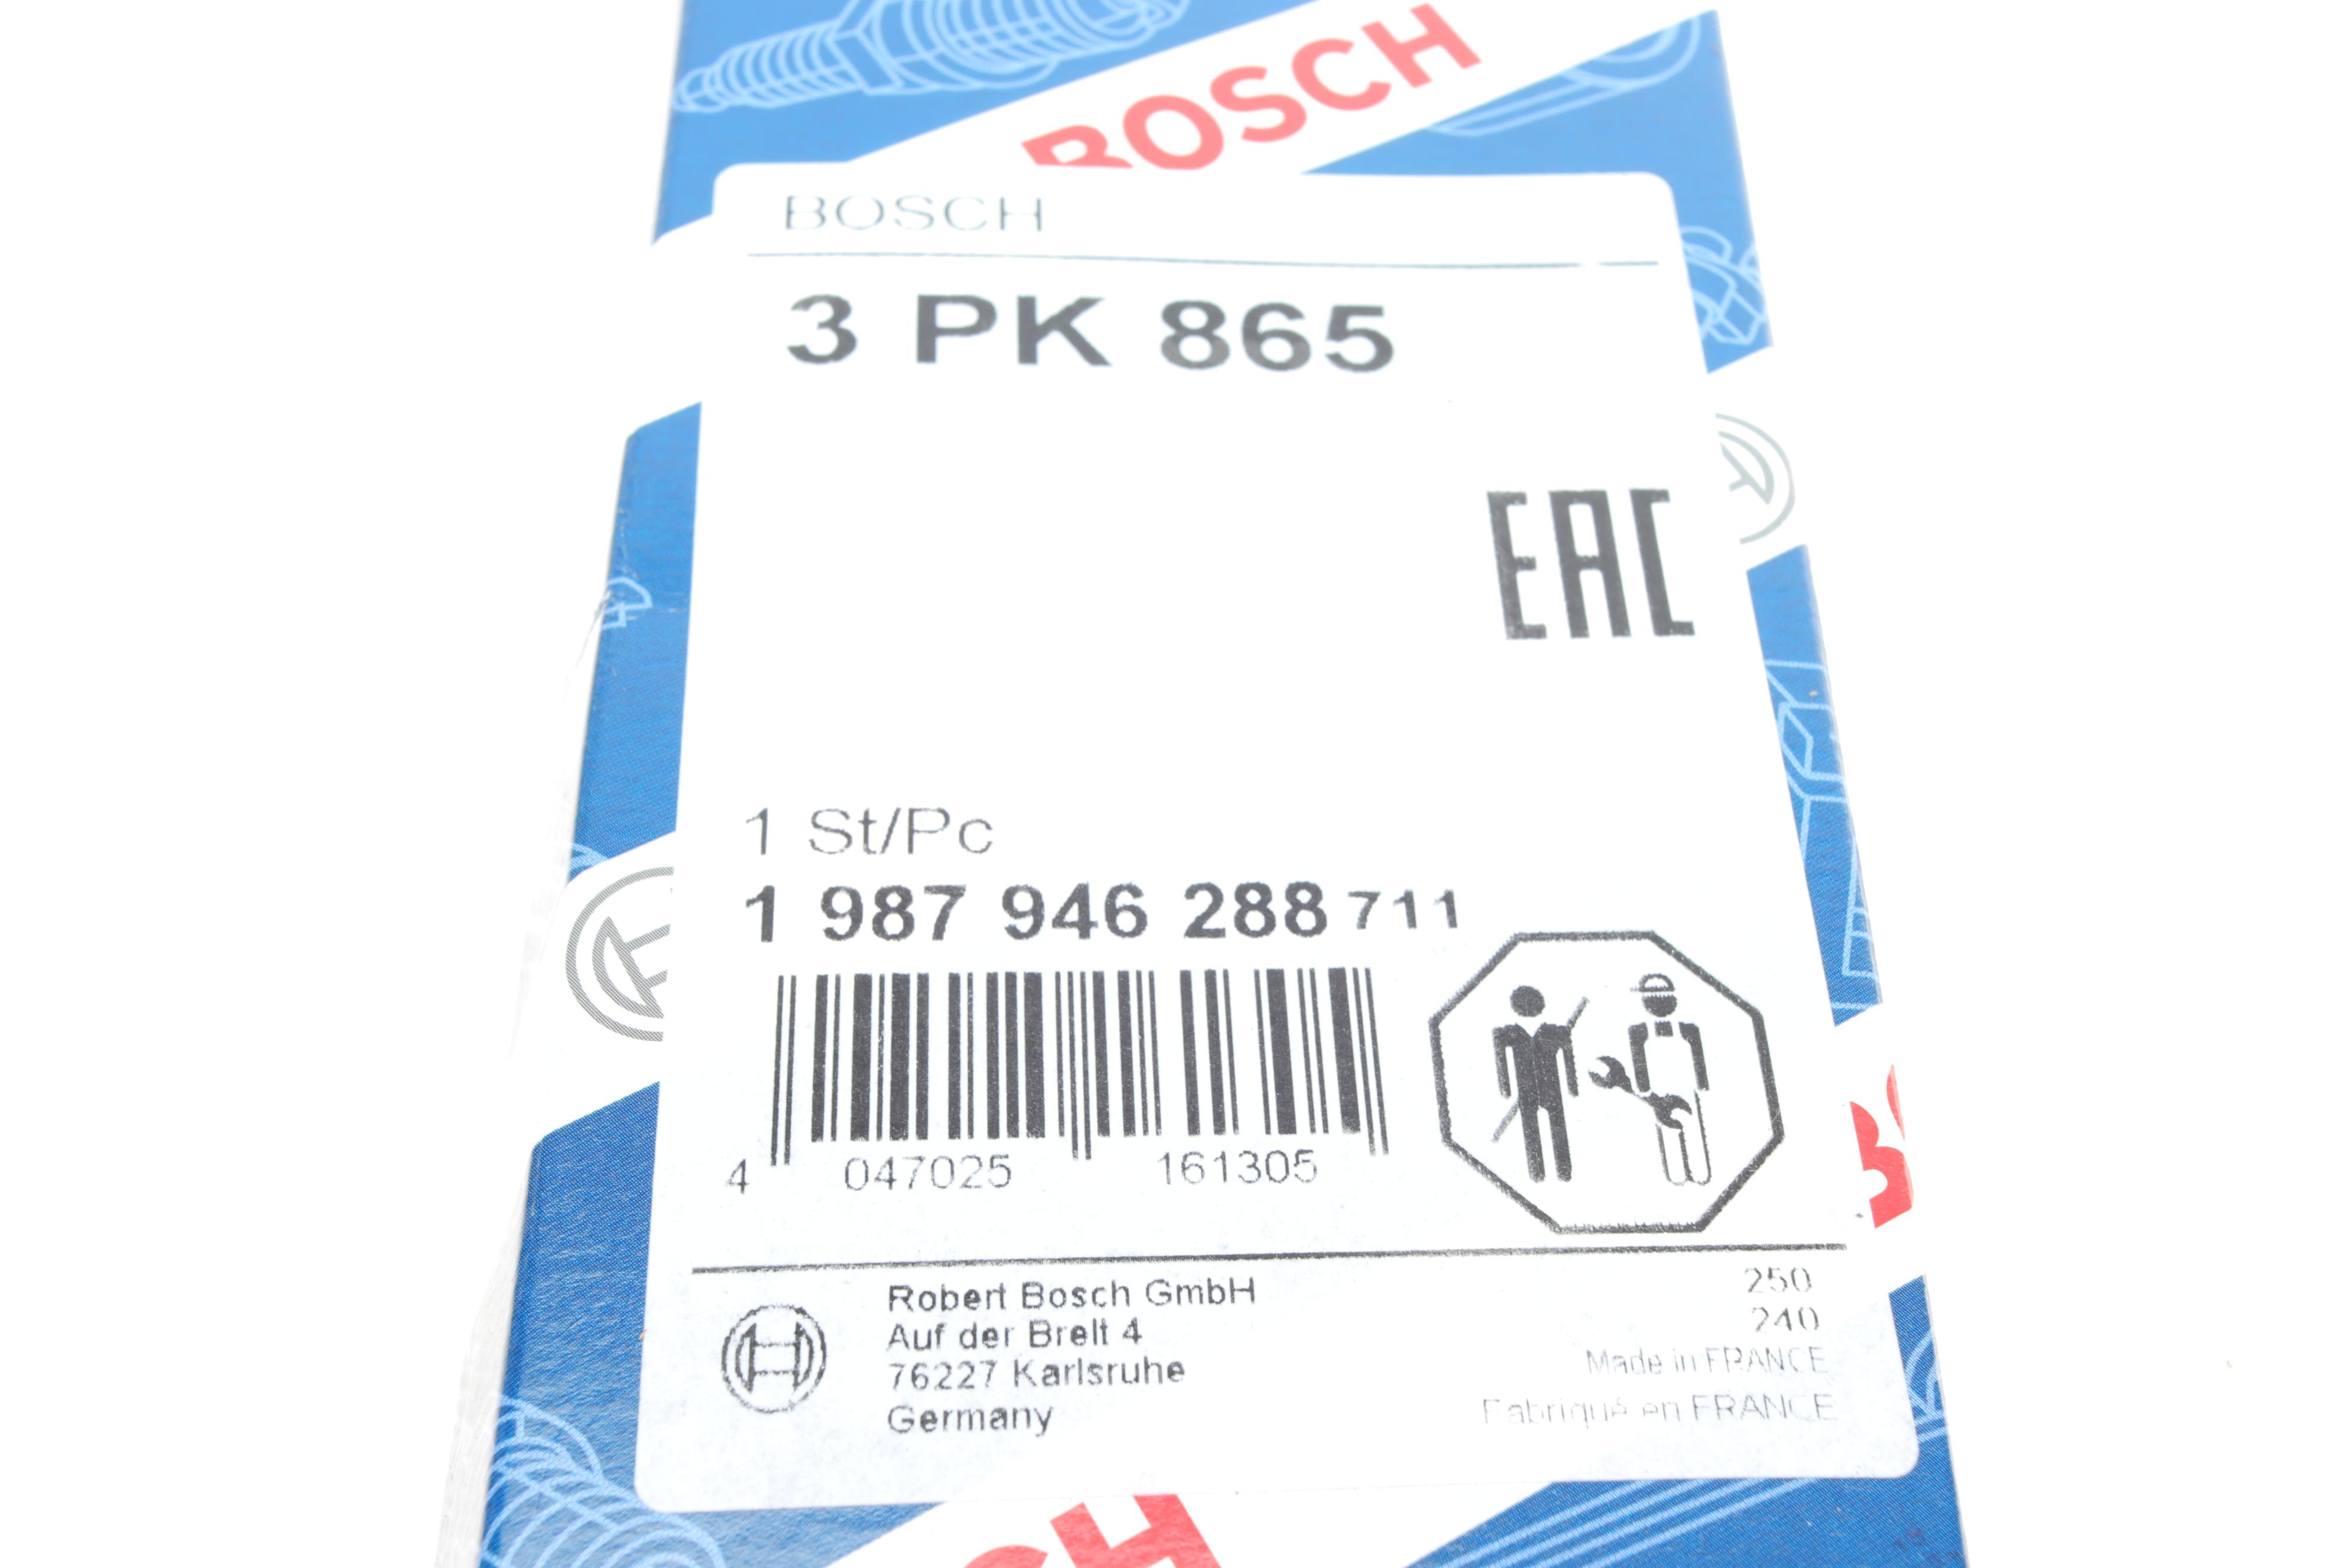 BOSCH
BOSCH
3 PK 865
EAC
1 St/Pc
1 987 946 288 711
4 047025 161305
Robert Bosch GmbH
Auf der Breit 4
76227 Karlsruhe
Germany
250
240
Made in FRANCE
Fabriqué en FRANCE